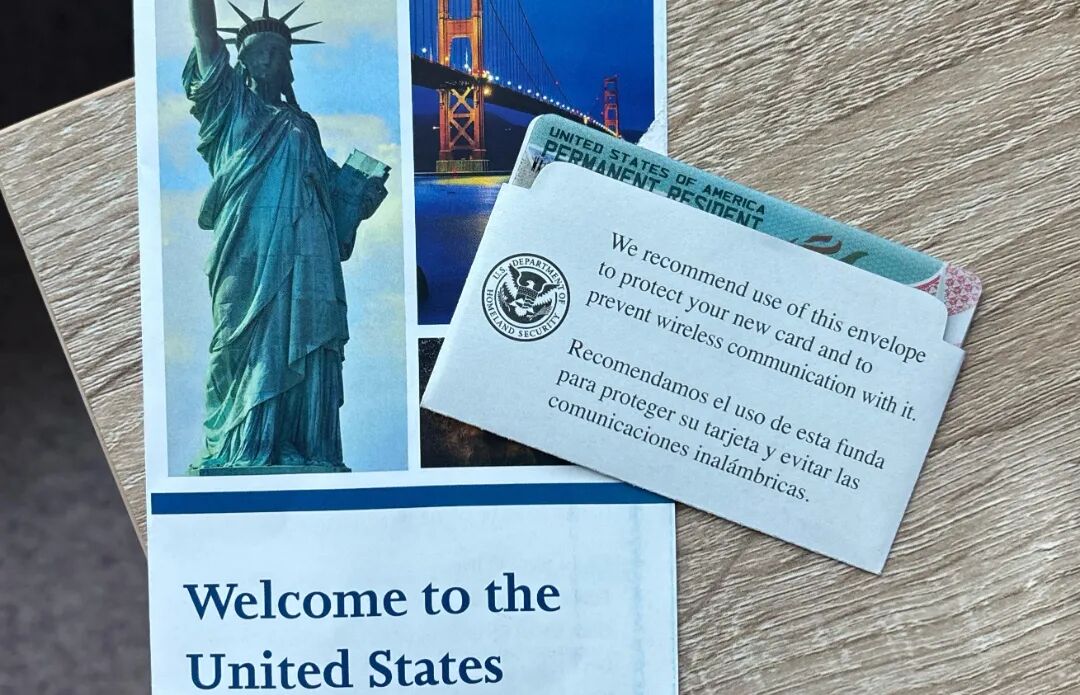 UNITED STATES OF AMERICA
PERMANENT RESIDENT
U.S. DEPARTMENT OF
HOMELAND SECURITY
We recommend use of this envelope
to protect your new card and to
prevent wireless communication with it.
Recomendamos el uso de esta funda
para proteger su tarjeta y evitar las
comunicaciones inalámbricas.
Welcome to the
United States